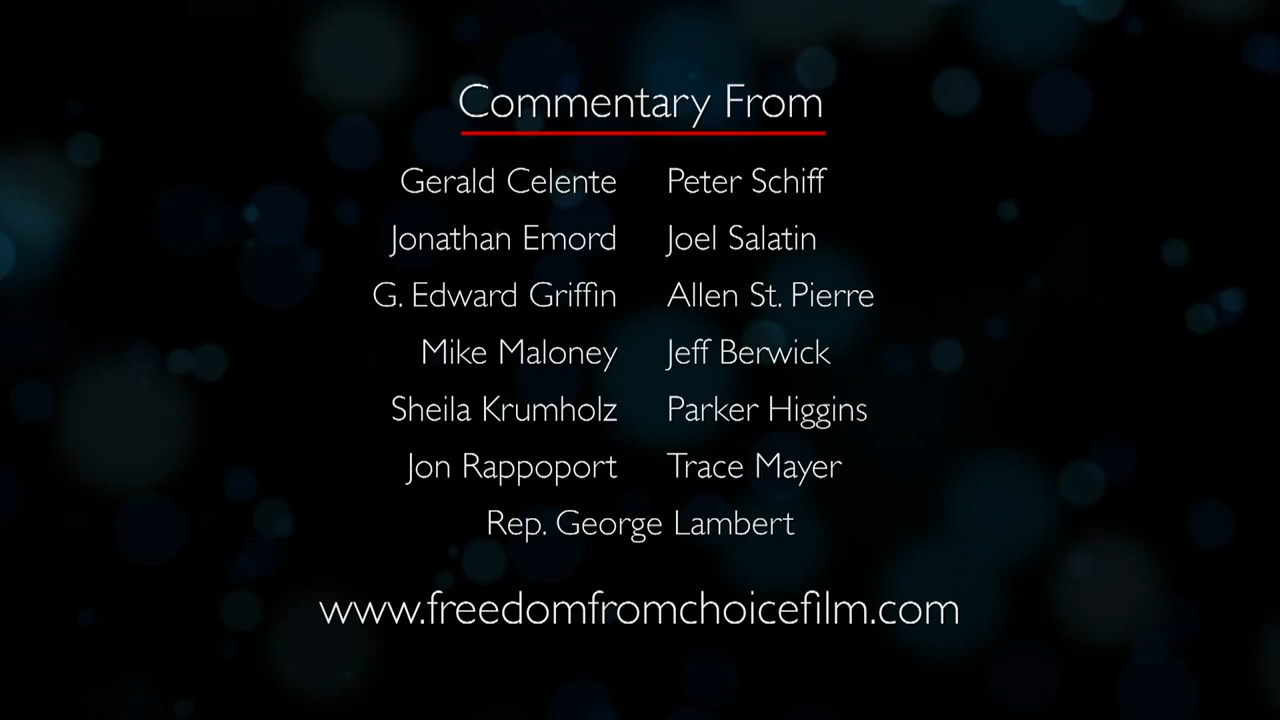 Commentary From
Gerald Celente Peter Schiff
Jonathan Emord Joel Salatin
G. Edward Griffin Allen St. Pierre
Mike Maloney Jeff Berwick
Sheila Krumholz Parker Higgins
Jon Rappoport Trace Mayer
Rep. George Lambert
www.freedomfromchoicefilm.com